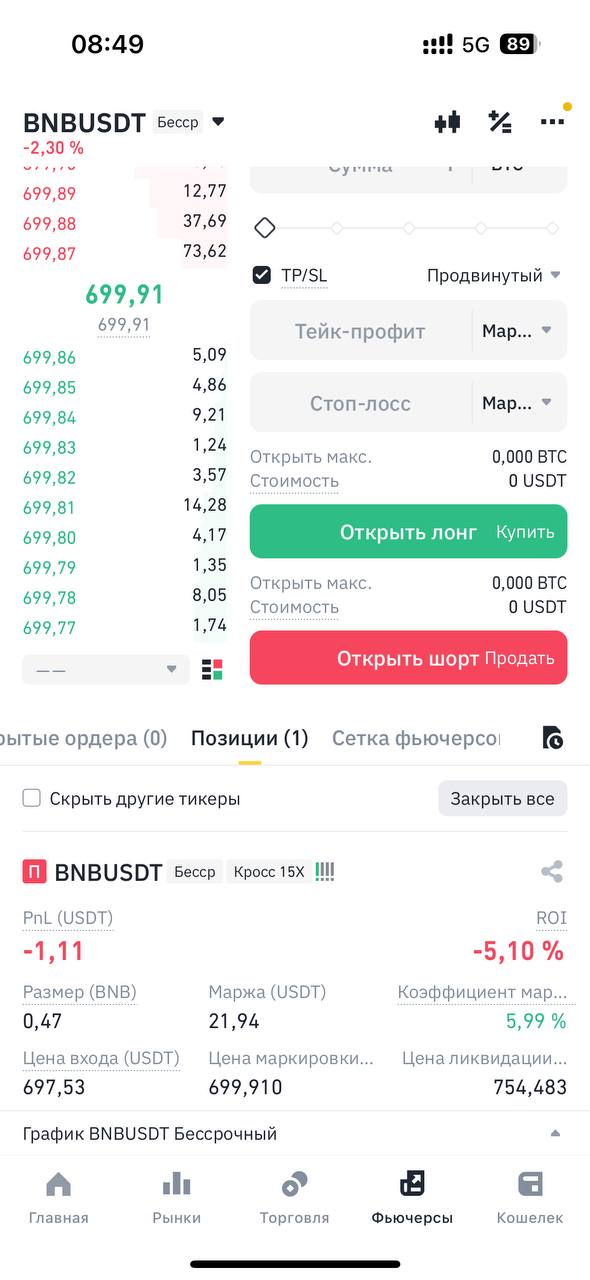 08:49
5G 89
BNBUSDT Бесср
-2,30 %
Сумма BTC
699,89 12,77
699,88 37,69
699,87 73,62
699,91
699,91
699,86 5,09
699,85 4,86
699,84 9,21
699,83 1,24
699,82 3,57
699,81 14,28
699,80 4,17
699,79 1,35
699,78 8,05
699,77 1,74
— —
TP/SL Продвинутый
Тейк-профит Мар...
Стоп-лосс Мар...
Открыть макс. 0,000 BTC
Стоимость 0 USDT
Открыть лонг Купить
Открыть макс. 0,000 BTC
Стоимость 0 USDT
Открыть шорт Продать
рытые ордера (0) Позиции (1) Сетка фьючерсо
Скрыть другие тикеры Закрыть все
П BNBUSDT Бесср Кросс 15X !!!!
PnL (USDT) ROI
-1,11 -5,10 %
Размер (BNB) Маржа (USDT) Коэффициент мар...
0,47 21,94 5,99 %
Цена входа (USDT) Цена маркировки... Цена ликвидации...
697,53 699,910 754,483
График BNBUSDT Бессрочный
Главная Рынки Торговля Фьючерсы Кошелек